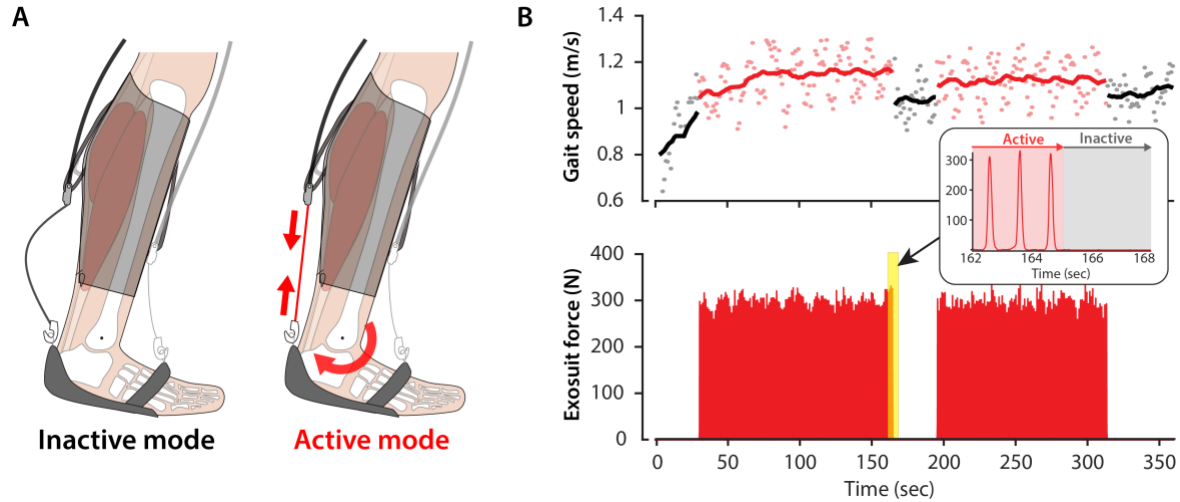 A
Inactive mode
Active mode
B
Gait speed (m/s)
1.4
1.2
1
0.8
0.6
Active
Inactive
300
200
100
162
164
166
168
Time (sec)
Exosuit force (N)
400
300
200
100
0
0
50
100
150
200
250
300
350
Time (sec)